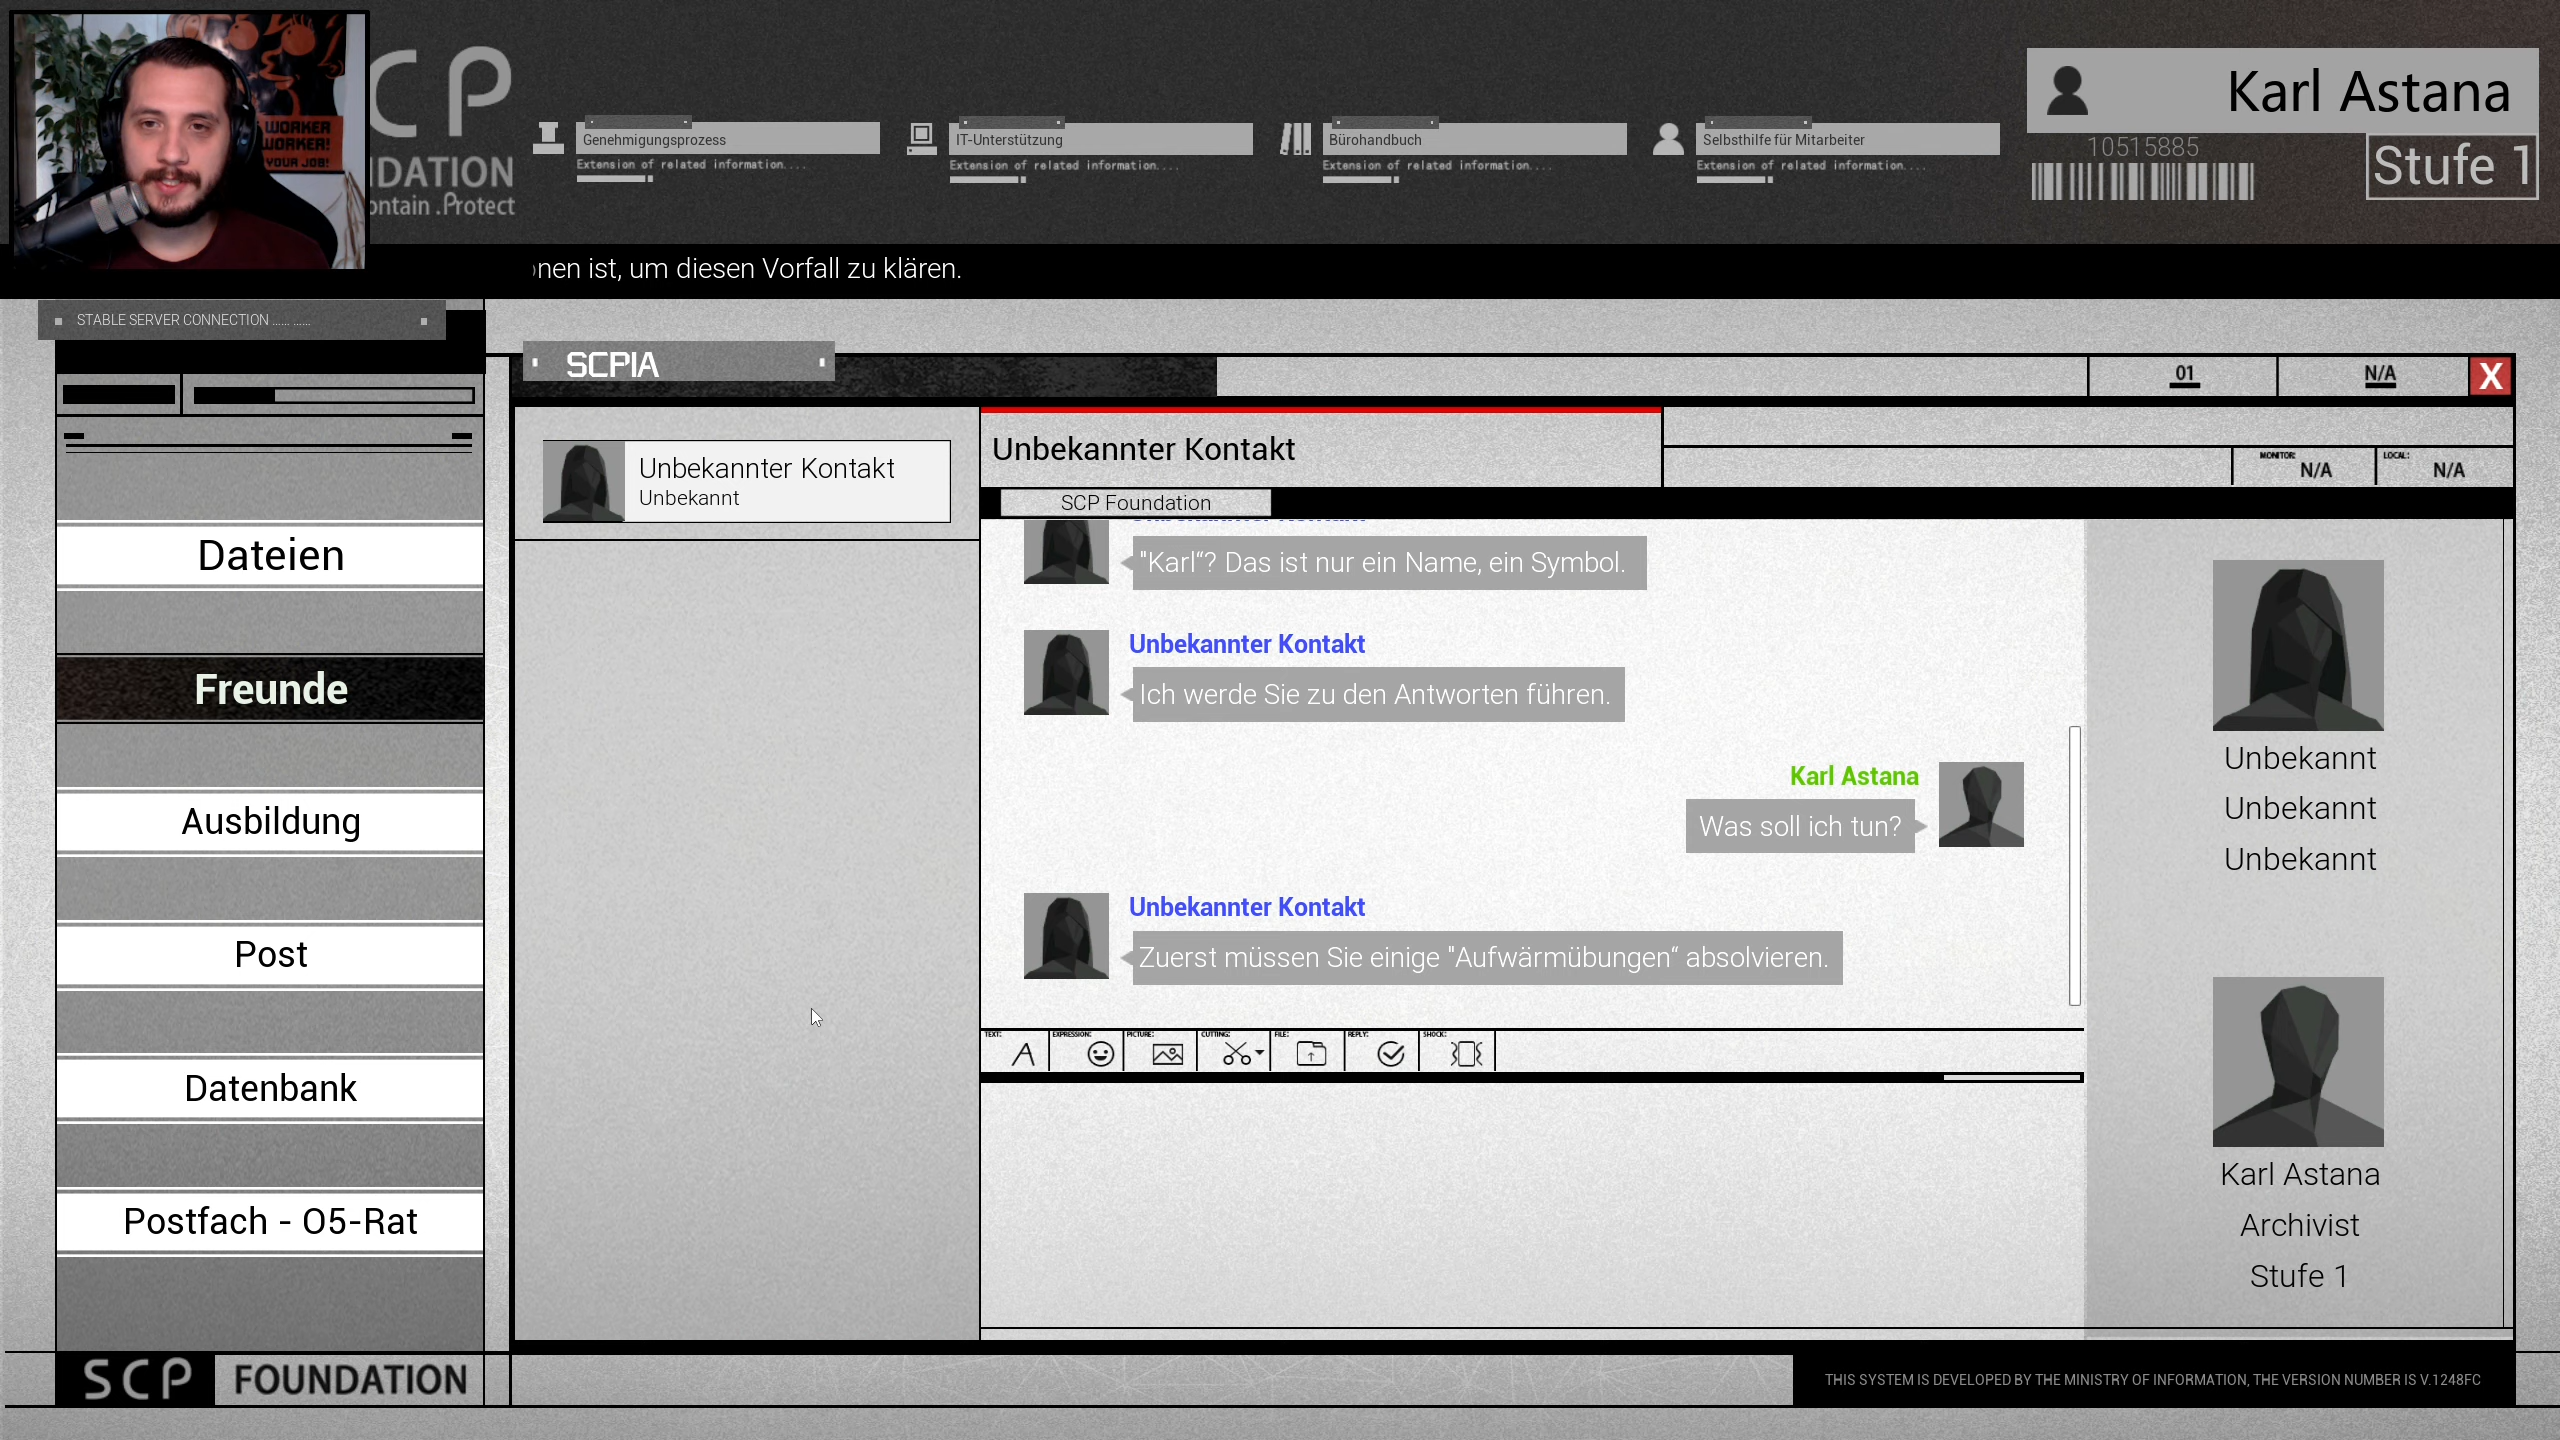 WORKER
WORKER!
YOUR JOB!
CP
NDATION
ontain .Protect
Genehmigungsprozess
Extension of related information....
IT-Unterstützung
Extension of related information....
Bürohandbuch
Extension of related information....
Selbsthilfe für Mitarbeiter
Extension of related information....
Karl Astana
10515885
Stufe 1
nen ist, um diesen Vorfall zu klären.
STABLE SERVER CONNECTION ...... ......
SCPIA
01
N/A
X
Dateien
Freunde
Ausbildung
Post
Datenbank
Postfach - O5-Rat
Unbekannter Kontakt
Unbekannt
Unbekannter Kontakt
MONITOR:
N/A
LOCAL:
N/A
SCP Foundation
"Karl“? Das ist nur ein Name, ein Symbol.
Unbekannter Kontakt
Ich werde Sie zu den Antworten führen.
Karl Astana
Was soll ich tun?
Unbekannter Kontakt
Zuerst müssen Sie einige "Aufwärmübungen“ absolvieren.
TEXT:
EXPRESSION:
PICTURE:
CUTTING:
FILE:
REPLY:
SHOCK:
Unbekannt
Unbekannt
Unbekannt
Karl Astana
Archivist
Stufe 1
SCP FOUNDATION
THIS SYSTEM IS DEVELOPED BY THE MINISTRY OF INFORMATION, THE VERSION NUMBER IS V.1248FC